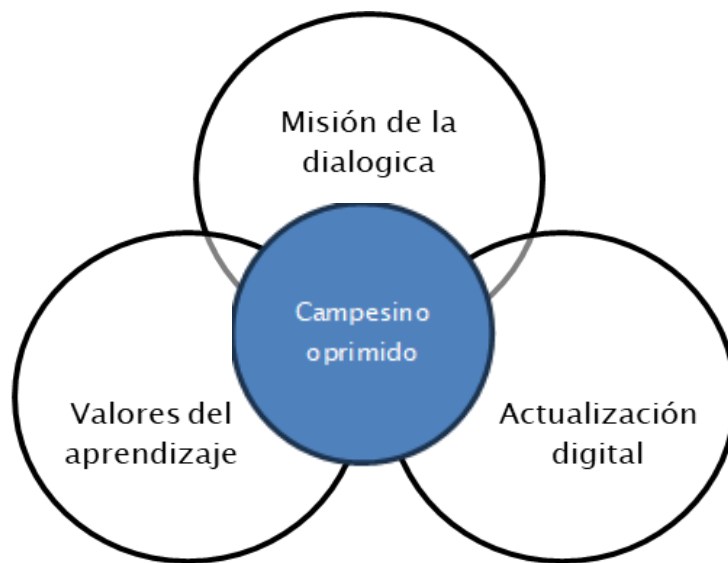 Misión de la
dialogica
Campesino
oprimido
Valores del
aprendizaje
Actualización
digital